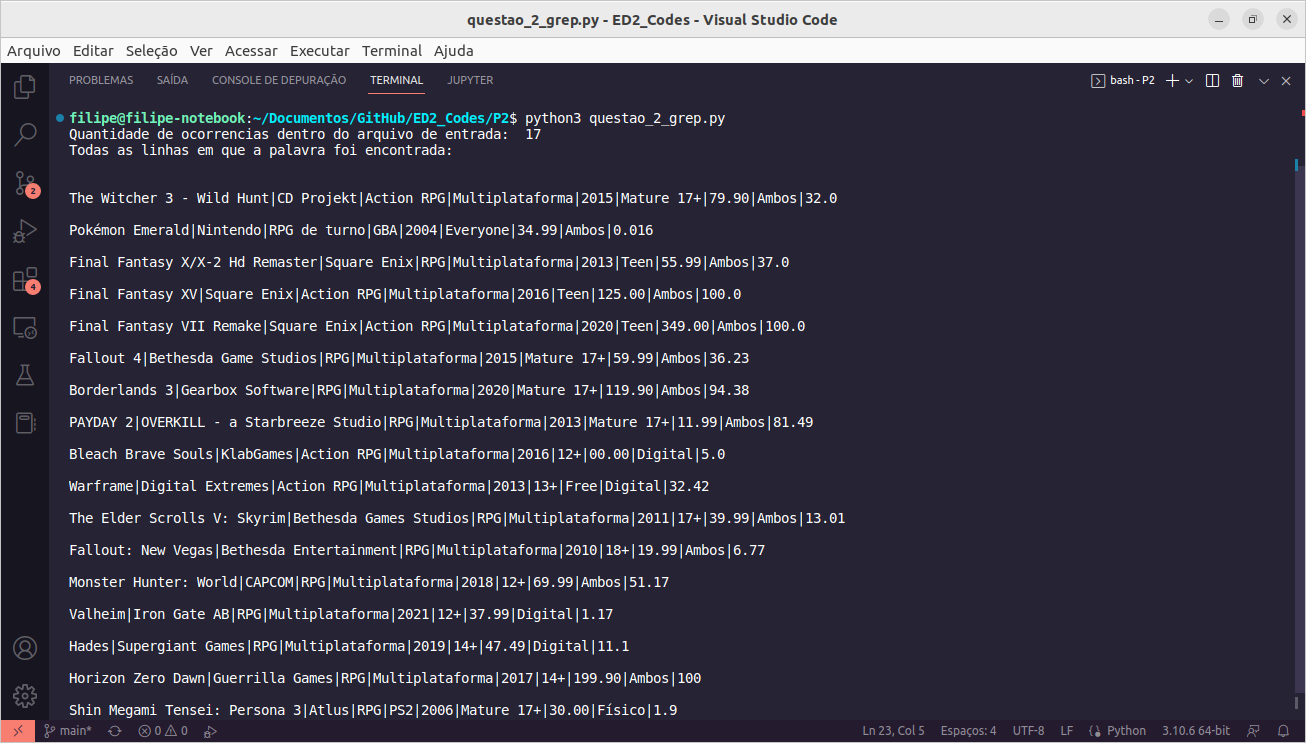 questao_2_grep.py - ED2_Codes - Visual Studio Code
Arquivo Editar Seleção Ver Acessar Executar Terminal Ajuda
PROBLEMAS SAÍDA CONSOLE DE DEPURAÇÃO TERMINAL JUPYTER bash - P2
filipe@filipe-notebook:~/Documentos/GitHub/ED2_Codes/P2$ python3 questao_2_grep.py
Quantidade de ocorrencias dentro do arquivo de entrada:  17
Todas as linhas em que a palavra foi encontrada:
The Witcher 3 - Wild Hunt|CD Projekt|Action RPG|Multiplataforma|2015|Mature 17+|79.90|Ambos|32.0
Pokémon Emerald|Nintendo|RPG de turno|GBA|2004|Everyone|34.99|Ambos|0.016
Final Fantasy X/X-2 Hd Remaster|Square Enix|RPG|Multiplataforma|2013|Teen|55.99|Ambos|37.0
Final Fantasy XV|Square Enix|Action RPG|Multiplataforma|2016|Teen|125.00|Ambos|100.0
Final Fantasy VII Remake|Square Enix|Action RPG|Multiplataforma|2020|Teen|349.00|Ambos|100.0
Fallout 4|Bethesda Game Studios|RPG|Multiplataforma|2015|Mature 17+|59.99|Ambos|36.23
Borderlands 3|Gearbox Software|RPG|Multiplataforma|2020|Mature 17+|119.90|Ambos|94.38
PAYDAY 2|OVERKILL - a Starbreeze Studio|RPG|Multiplataforma|2013|Mature 17+|11.99|Ambos|81.49
Bleach Brave Souls|KlabGames|Action RPG|Multiplataforma|2016|12+|00.00|Digital|5.0
Warframe|Digital Extremes|Action RPG|Multiplataforma|2013|13+|Free|Digital|32.42
The Elder Scrolls V: Skyrim|Bethesda Games Studios|RPG|Multiplataforma|2011|17+|39.99|Ambos|13.01
Fallout: New Vegas|Bethesda Entertainment|RPG|Multiplataforma|2010|18+|19.99|Ambos|6.77
Monster Hunter: World|CAPCOM|RPG|Multiplataforma|2018|12+|69.99|Ambos|51.17
Valheim|Iron Gate AB|RPG|Multiplataforma|2021|12+|37.99|Digital|1.17
Hades|Supergiant Games|RPG|Multiplataforma|2019|14+|47.49|Digital|11.1
Horizon Zero Dawn|Guerrilla Games|RPG|Multiplataforma|2017|14+|199.90|Ambos|100
Shin Megami Tensei: Persona 3|Atlus|RPG|PS2|2006|Mature 17+|30.00|Físico|1.9
2
4
main* 0 0 Ln 23, Col 5 Espaços: 4 UTF-8 LF Python 3.10.6 64-bit